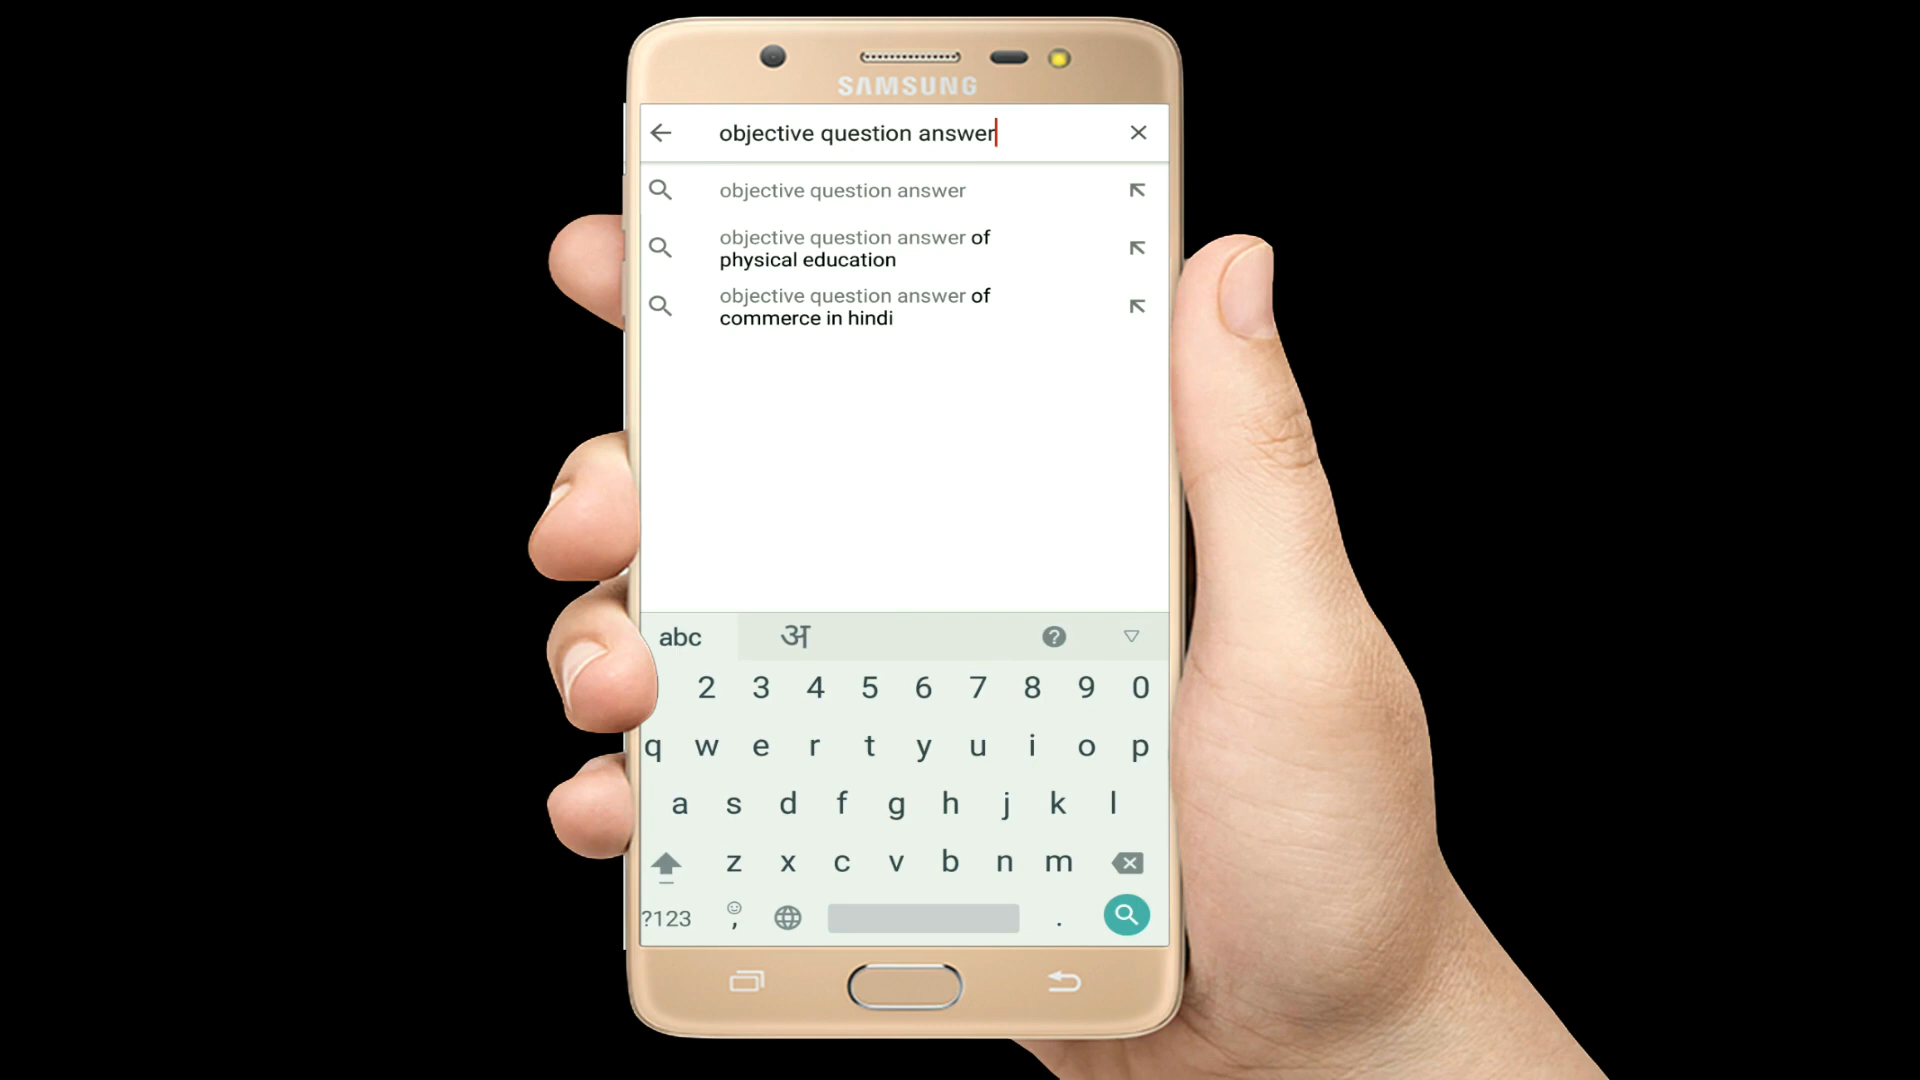 SAMSUNG
objective question answer
objective question answer
objective question answer of
physical education
objective question answer of
commerce in hindi
abc अ ?
2 3 4 5 6 7 8 9 0
q w e r t y u i o p
a s d f g h j k l
z x c v b n m
?123 , .